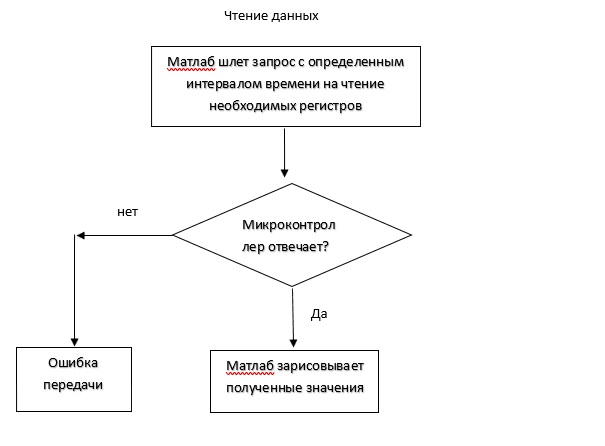 Чтение данных
Матлаб шлет запрос с определенным
интервалом времени на чтение
необходимых регистров
нет
Микроконтрол
лер отвечает?
Да
Ошибка
передачи
Матлаб зарисовывает
полученные значения